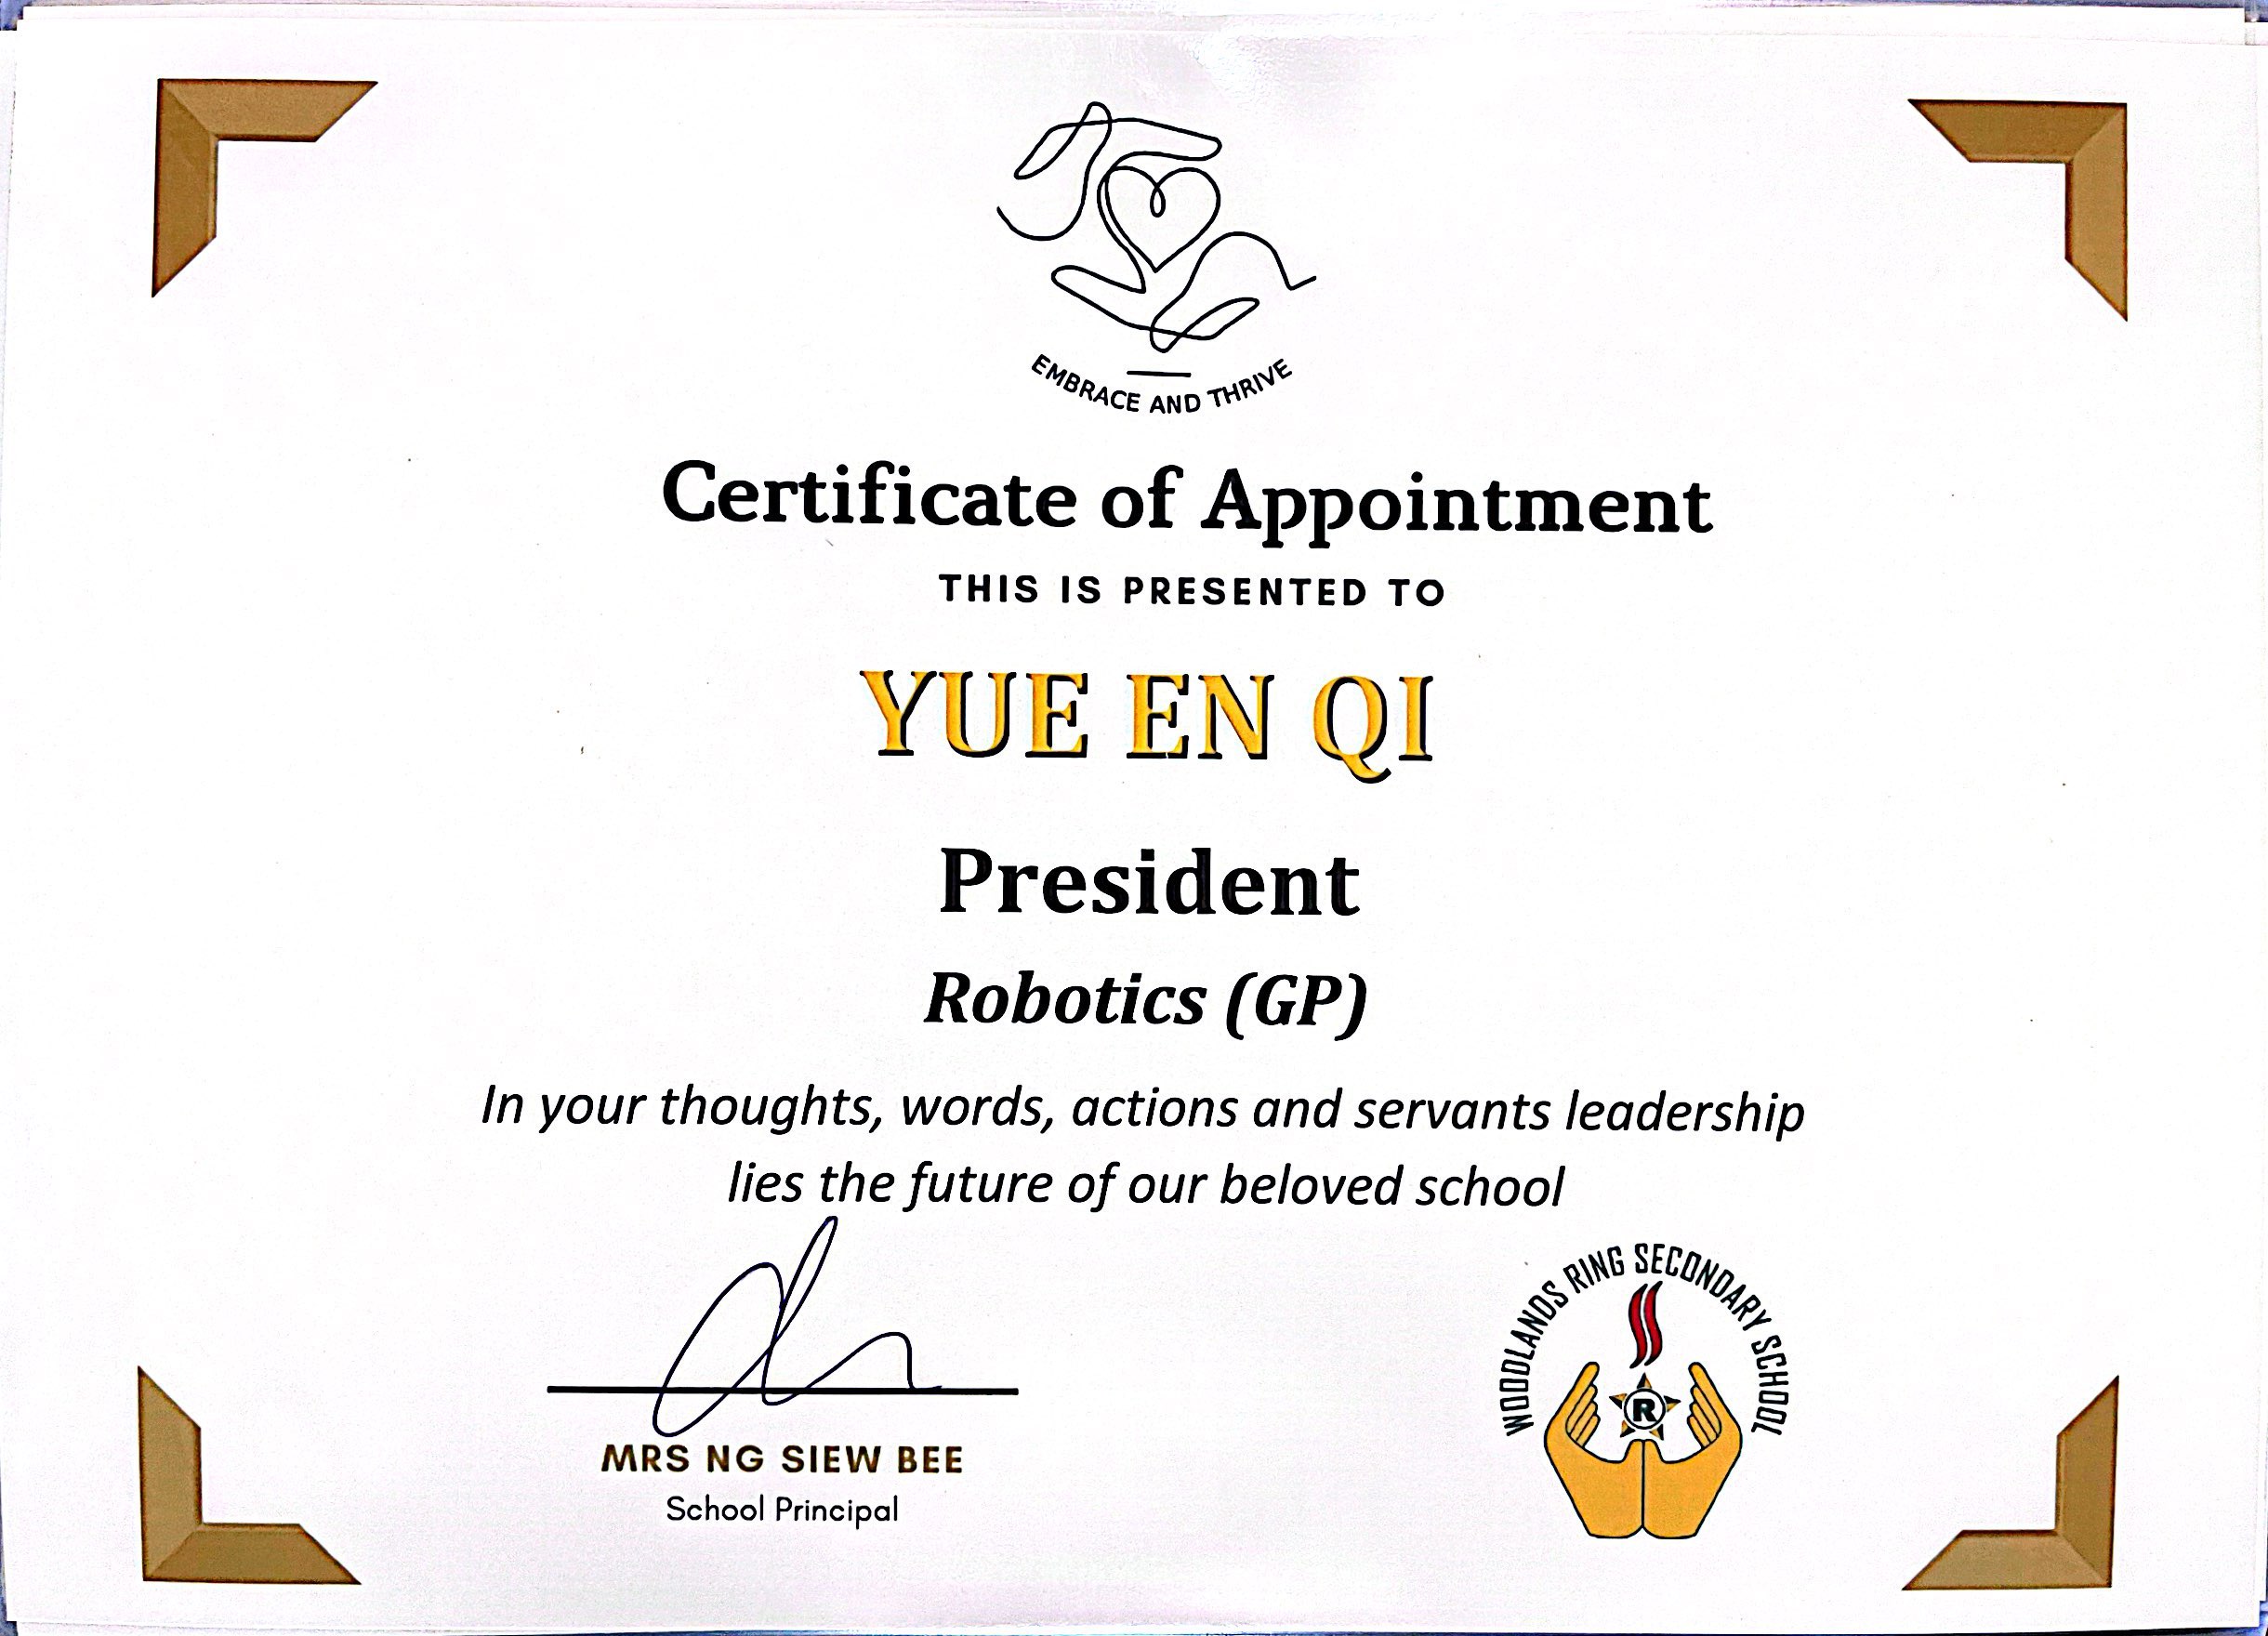 EMBRACE AND THRIVE
Certificate of Appointment
THIS IS PRESENTED TO
YUE EN QI
President
Robotics (GP)
In your thoughts, words, actions and servants leadership
lies the future of our beloved school
MRS NG SIEW BEE
School Principal
WOODLANDS RING SECONDARY SCHOOL
R